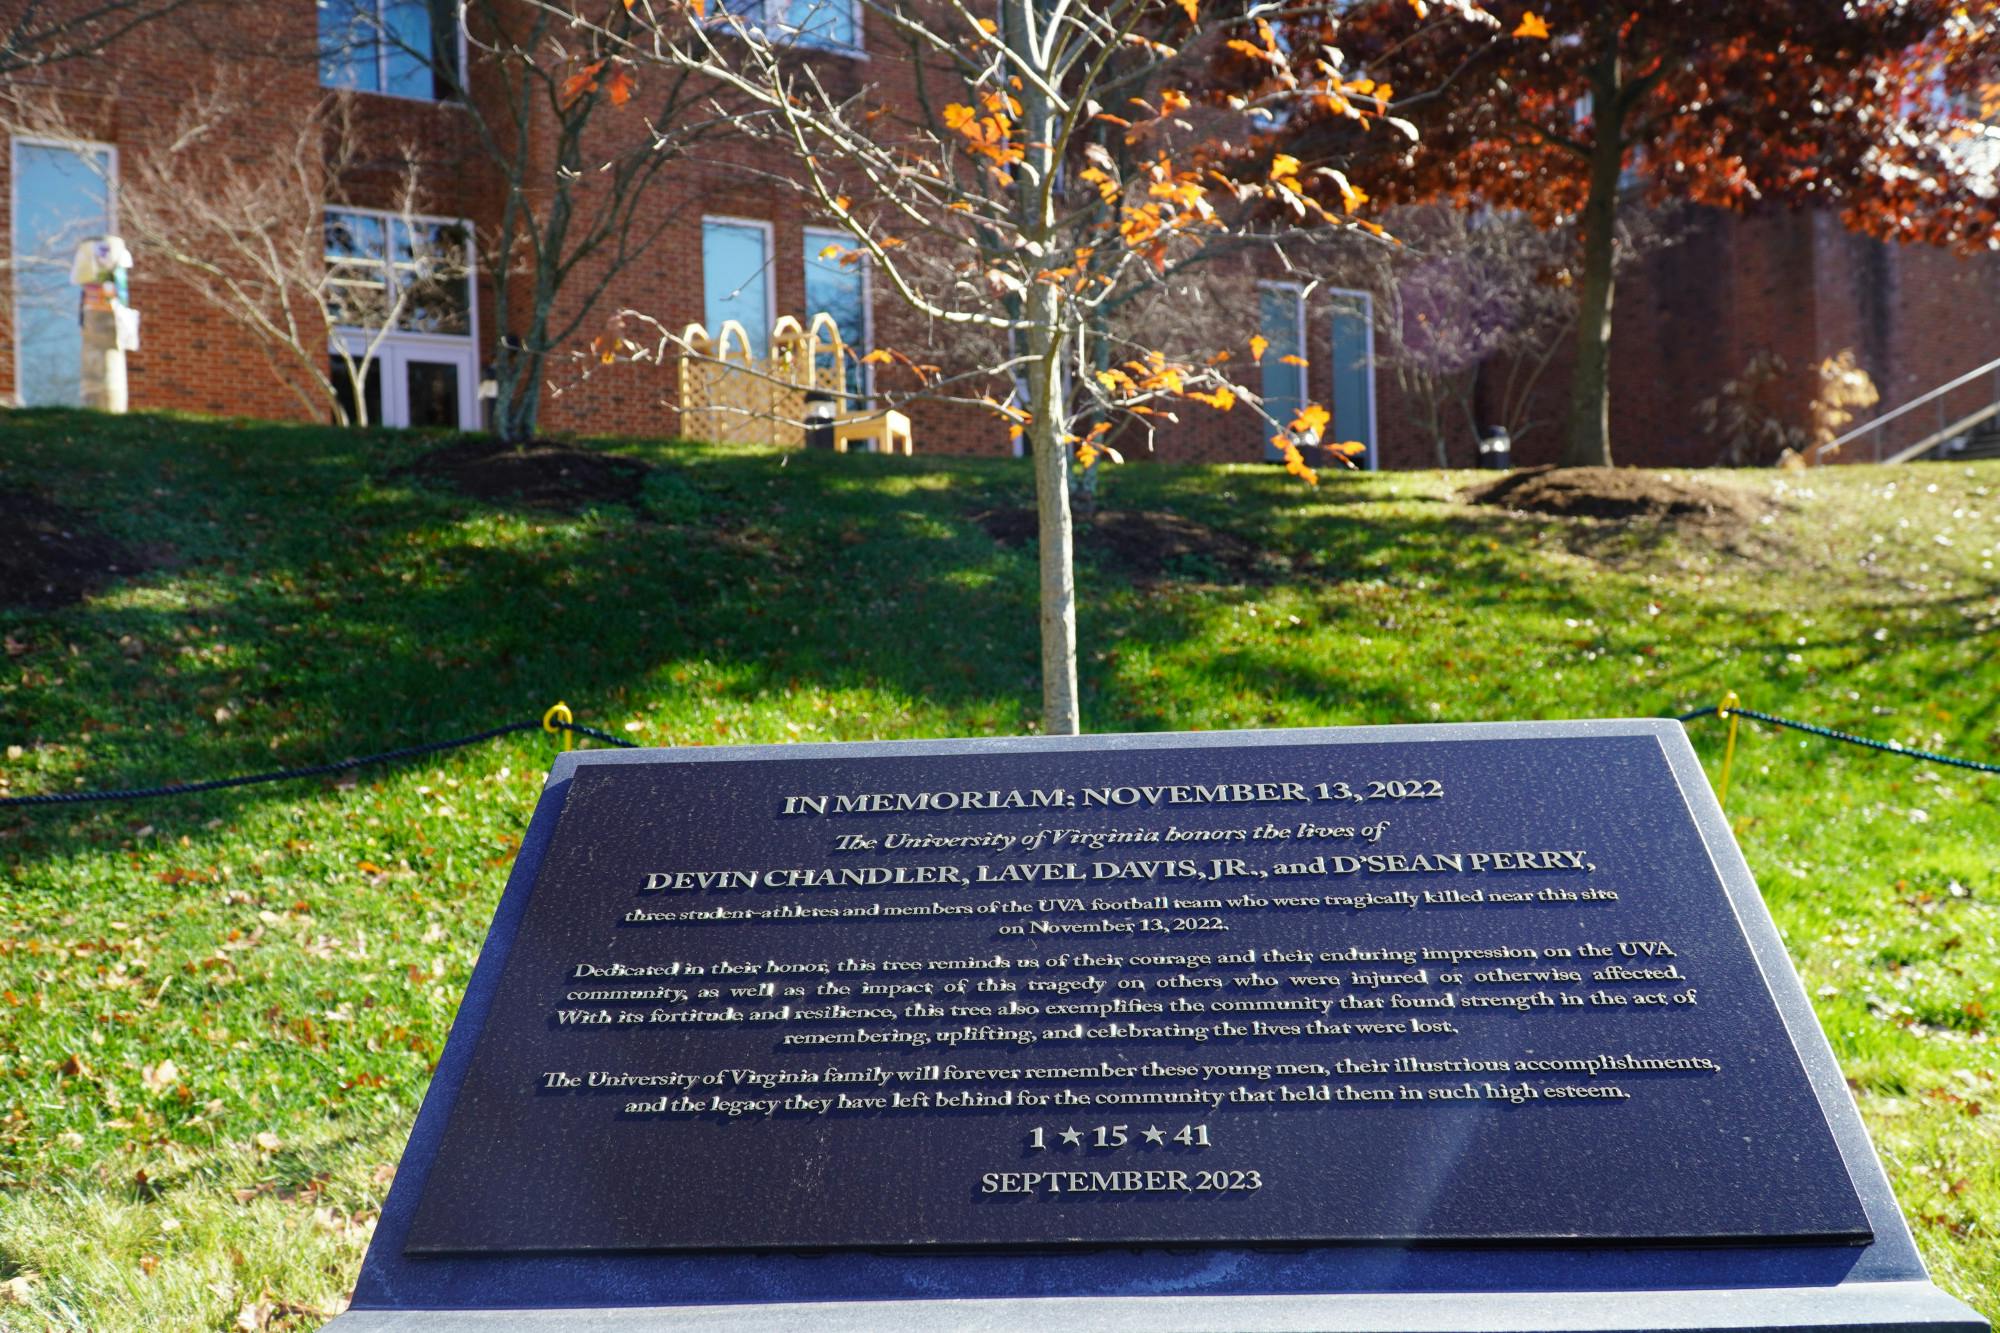 IN MEMORIAM: NOVEMBER 13, 2022
The University of Virginia honors the lives of
DEVIN CHANDLER, LAVEL DAVIS, JR., and D'SEAN PERRY,
three student-athletes and members of the UVA football team who were tragically killed near this site
on November 13, 2022.
Dedicated in their honor, this tree reminds us of their courage and their enduring impression on the UVA
community, as well as the impact of this tragedy on others who were injured or otherwise affected.
With its fortitude and resilience, this tree also exemplifies the community that found strength in the act of
remembering, uplifting, and celebrating the lives that were lost.
The University of Virginia family will forever remember these young men, their illustrious accomplishments,
and the legacy they have left behind for the community that held them in such high esteem.
1 ★ 15 ★ 41
SEPTEMBER 2023